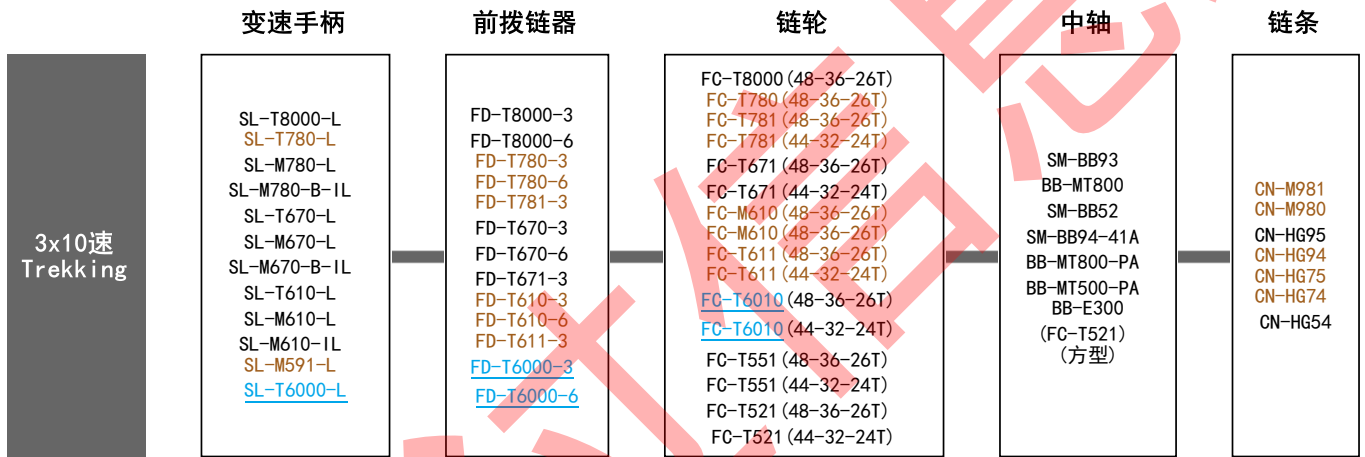 变速手柄
前拨链器
链轮
中轴
链条
3x10速
Trekking
SL-T8000-L
SL-T780-L
SL-M780-L
SL-M780-B-IL
SL-T670-L
SL-M670-L
SL-M670-B-IL
SL-T610-L
SL-M610-L
SL-M610-IL
SL-M591-L
SL-T6000-L
FD-T8000-3
FD-T8000-6
FD-T780-3
FD-T780-6
FD-T781-3
FD-T670-3
FD-T670-6
FD-T671-3
FD-T610-3
FD-T610-6
FD-T611-3
FD-T6000-3
FD-T6000-6
FC-T8000(48-36-26T)
FC-T780(48-36-26T)
FC-T781(48-36-26T)
FC-T781(44-32-24T)
FC-T671(48-36-26T)
FC-T671(44-32-24T)
FC-M610(48-36-26T)
FC-M610(48-36-26T)
FC-T611(48-36-26T)
FC-T611(44-32-24T)
FC-T6010(48-36-26T)
FC-T6010(44-32-24T)
FC-T551(48-36-26T)
FC-T551(44-32-24T)
FC-T521(48-36-26T)
FC-T521(44-32-24T)
SM-BB93
BB-MT800
SM-BB52
SM-BB94-41A
BB-MT800-PA
BB-MT500-PA
BB-E300
(FC-T521)
(方型)
CN-M981
CN-M980
CN-HG95
CN-HG94
CN-HG75
CN-HG74
CN-HG54